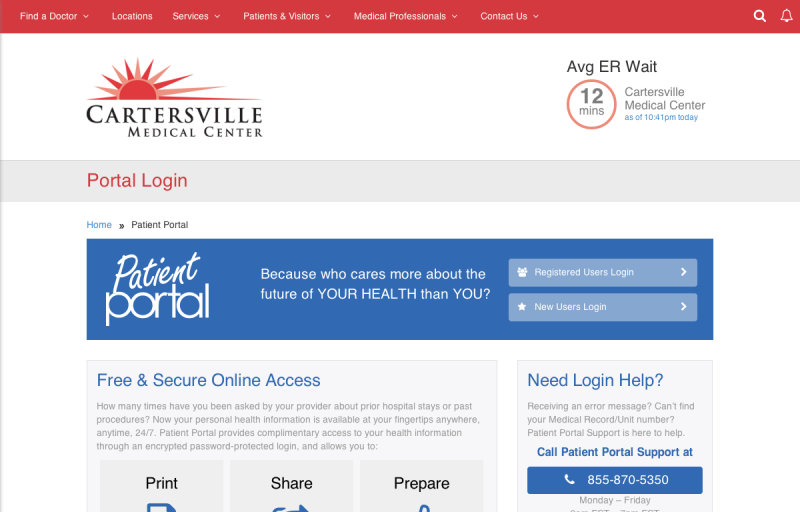 Find a Doctor Locations Services Patients & Visitors Medical Professionals Contact Us
Avg ER Wait
12
mins
Cartersville
Medical Center
as of 10:41pm today
CARTERSVILLE
MEDICAL CENTER
Portal Login
Home » Patient Portal
Patient
portal
Because who cares more about the
future of YOUR HEALTH than YOU?
Registered Users Login
New Users Login
Free & Secure Online Access
How many times have you been asked by your provider about prior hospital stays or past
procedures? Now your personal health information is available at your fingertips anywhere,
anytime, 24/7. Patient Portal provides complimentary access to your health information
through an encrypted password-protected login, and allows you to:
Print
Share
Prepare
Need Login Help?
Receiving an error message? Can't find
your Medical Record/Unit number?
Patient Portal Support is here to help.
Call Patient Portal Support at
855-870-5350
Monday – Friday